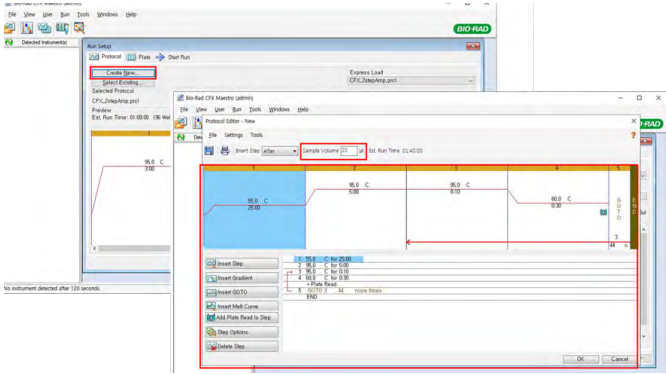 Bio-Rad CFX Maestro (admin)
File View User Run Tools Windows Help
BIO-RAD
Detected Instrument(s)
Run Setup
Protocol Plate Start Run
Create New...
Express Load
Select Existing...
CFX_2stepAmp.prcl
Selected Protocol
CFX_2stepAmp.prcl
Preview
Est. Run Time: 01:00:00 (96 Wel
95.0 C
3:00
No instrument detected after 120 seconds
Bio-Rad CFX Maestro (admin)
File View User Run Tools Windows Help
Protocol Editor - New
File Settings Tools
?
Insert Step After Sample Volume 20 µl Est. Run Time 01:40:00
1 2 3 4 5
55.0 C
25:00
95.0 C
5:00
95.0 C
0:10
60.0 C
0:30
G
O
T
O
3
44 x
E
N
D
Insert Step
Insert Gradient
Insert GOTO
Insert Melt Curve
Add Plate Read to Step
Step Options
Delete Step
1 55.0 C for 25:00
2 95.0 C for 5:00
3 95.0 C for 0:10
4 60.0 C for 0:30
+ Plate Read
5 GOTO 3 , 44 more times
END
OK Cancel